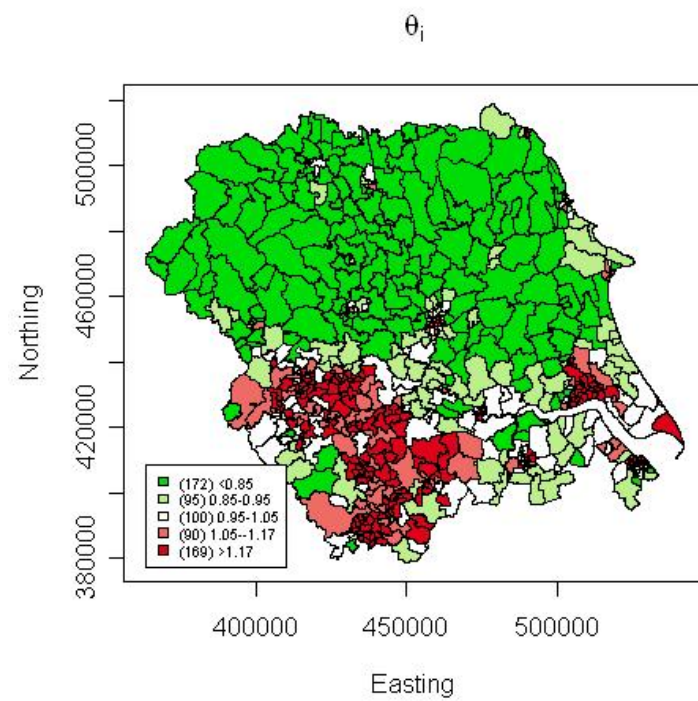 θi
Northing
500000
460000
420000
380000
(172) <0.85
(95) 0.85-0.95
(100) 0.95-1.05
(90) 1.05--1.17
(169) >1.17
400000 450000 500000
Easting